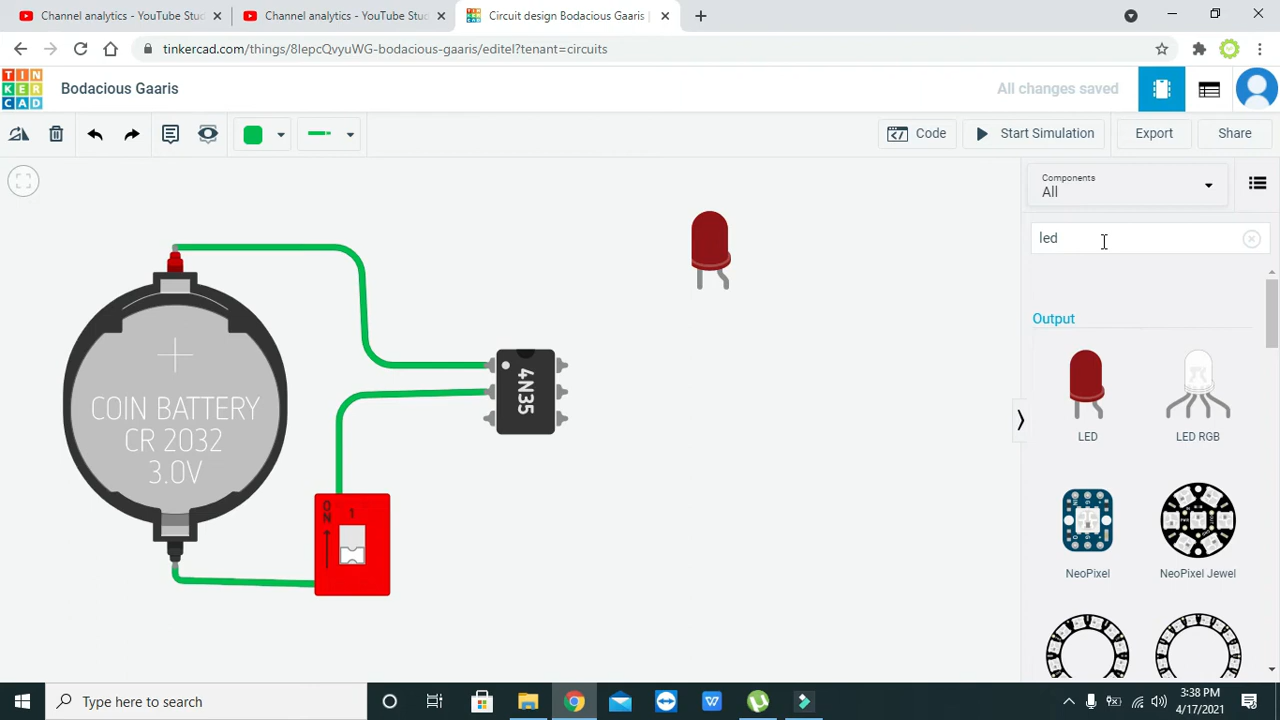 Channel analytics - YouTube Stu
Channel analytics - YouTube Stud
Circuit design Bodacious Gaaris
tinkercad.com/things/8lepcQvyuWG-bodacious-gaaris/editel?tenant=circuits
TIN
KER
CAD
Bodacious Gaaris
All changes saved
Code
Start Simulation
Export
Share
Components
All
led
Output
LED
LED RGB
NeoPixel
NeoPixel Jewel
COIN BATTERY
CR 2032
3.0V
4N35
ON
1
Type here to search
3:38 PM
4/17/2021